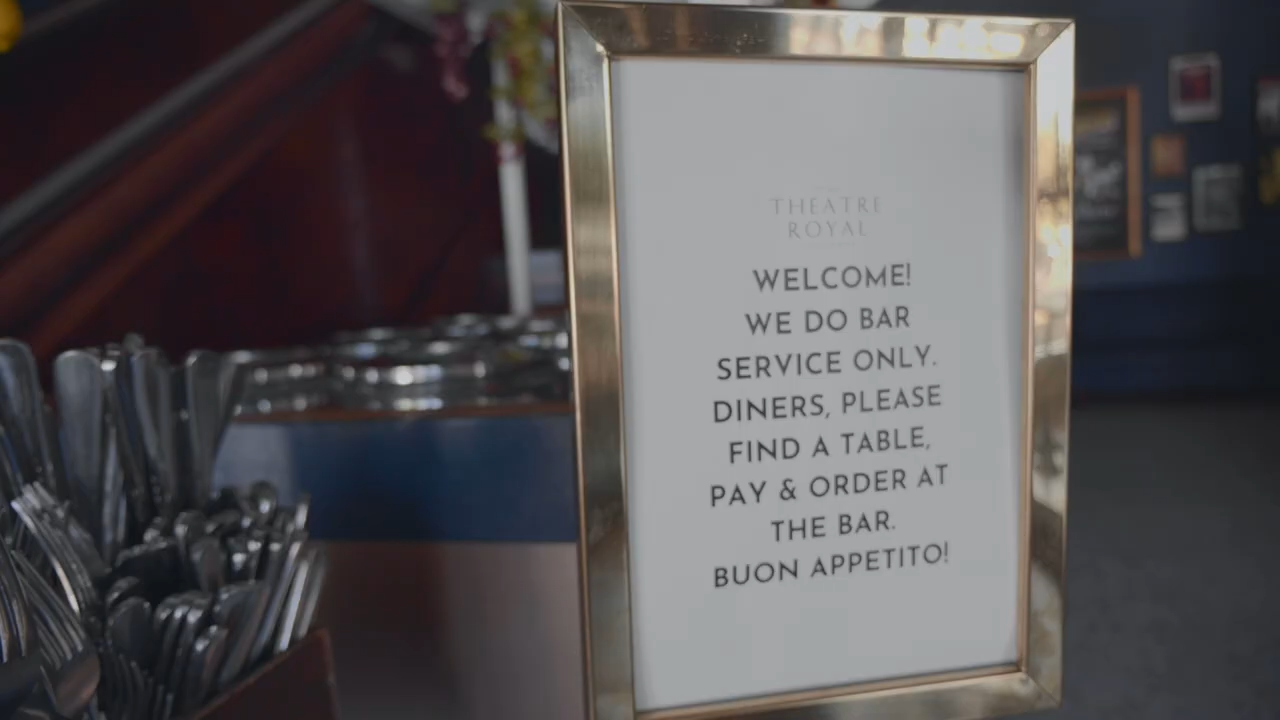 THEATRE
ROYAL
WELCOME!
WE DO BAR
SERVICE ONLY.
DINERS, PLEASE
FIND A TABLE,
PAY & ORDER AT
THE BAR.
BUON APPETITO!